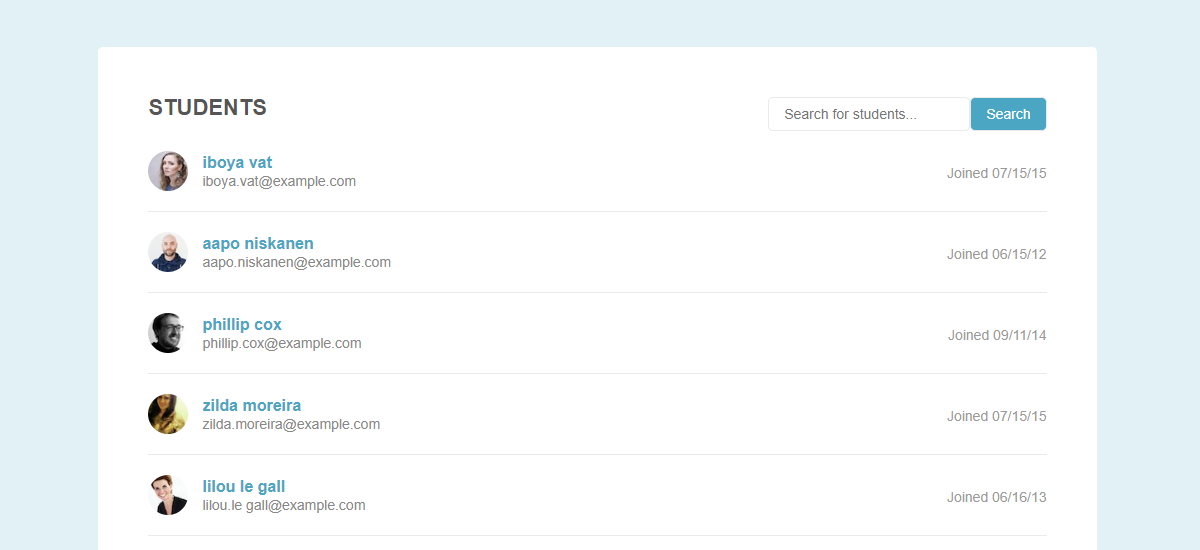 STUDENTS
Search for students...
Search
iboya vat
iboya.vat@example.com
Joined 07/15/15
aapo niskanen
aapo.niskanen@example.com
Joined 06/15/12
phillip cox
phillip.cox@example.com
Joined 09/11/14
zilda moreira
zilda.moreira@example.com
Joined 07/15/15
lilou le gall
lilou.le gall@example.com
Joined 06/16/13